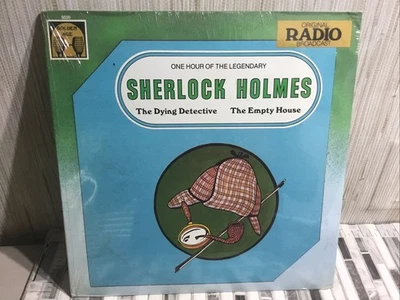 ORIGINAL
RADIO
BROADCAST
ONE HOUR OF THE LEGENDARY
SHERLOCK HOLMES
The Dying Detective The Empty House